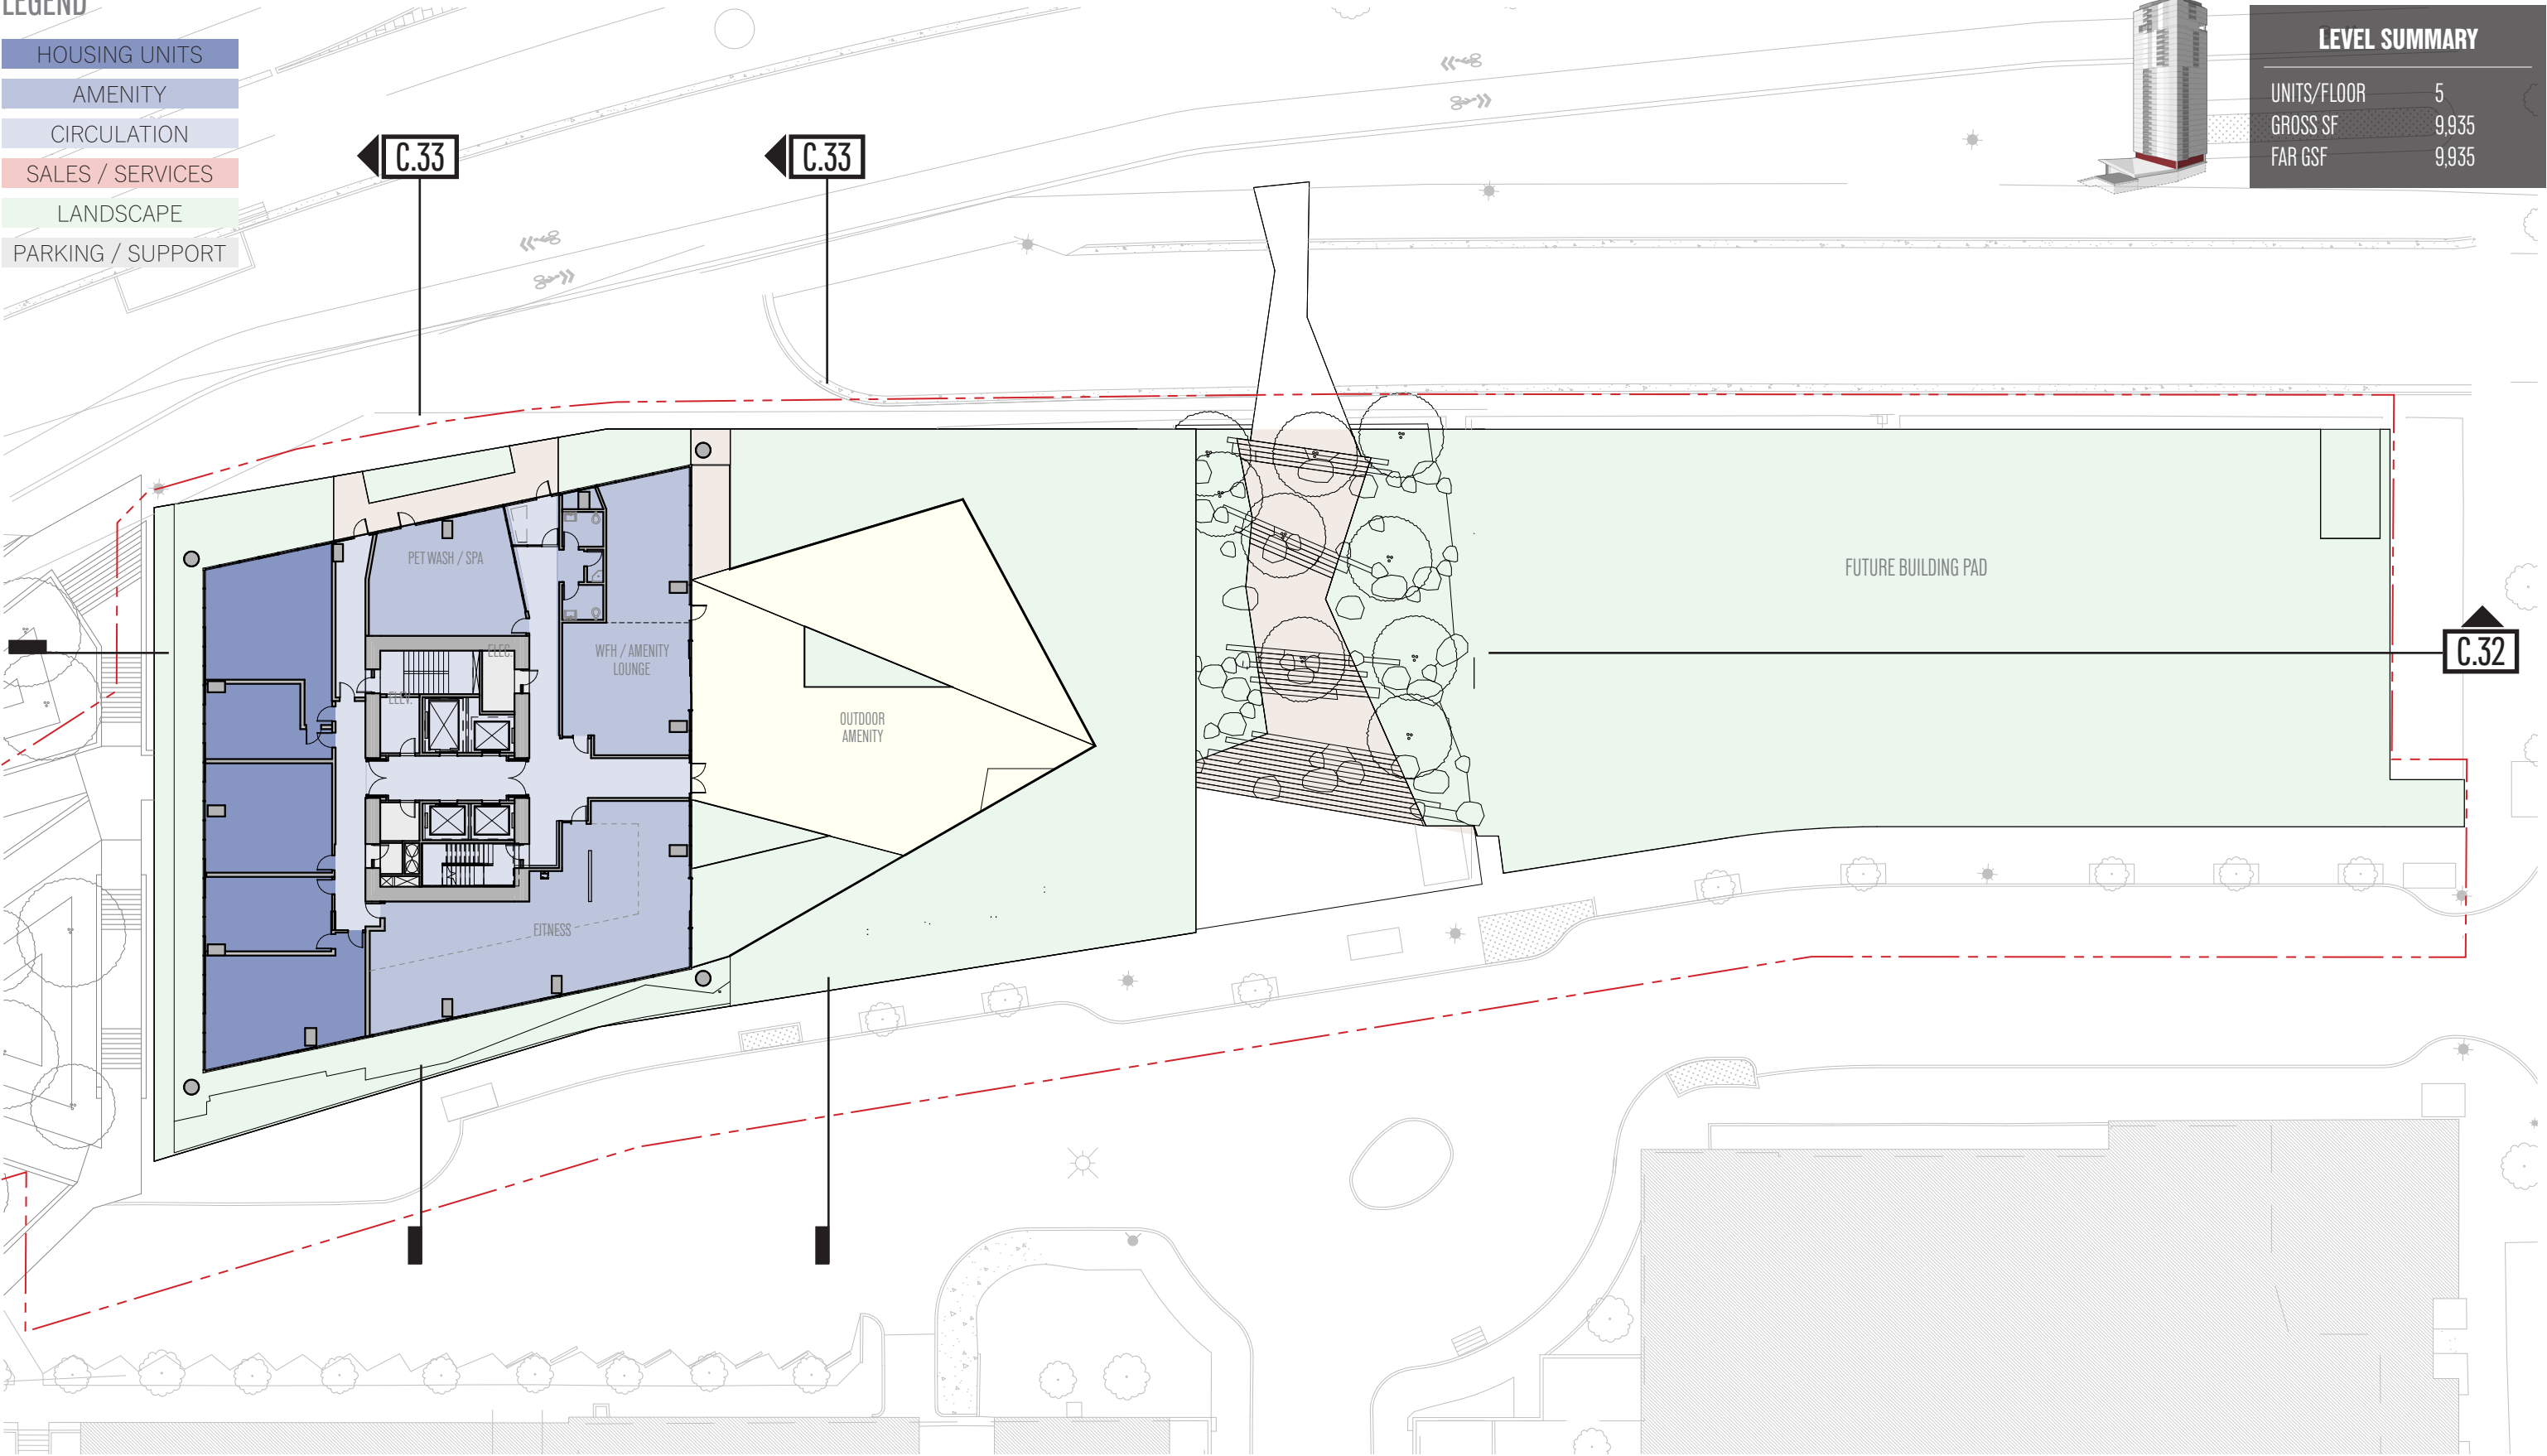 LEGEND
HOUSING UNITS
AMENITY
CIRCULATION
SALES / SERVICES
LANDSCAPE
PARKING / SUPPORT
LEVEL SUMMARY
UNITS/FLOOR 5
GROSS SF 9,935
FAR GSF 9,935
C.33
C.33
PET WASH / SPA
ELEC.
WFH / AMENITY
LOUNGE
ELEV.
OUTDOOR
AMENITY
FITNESS
FUTURE BUILDING PAD
C.32